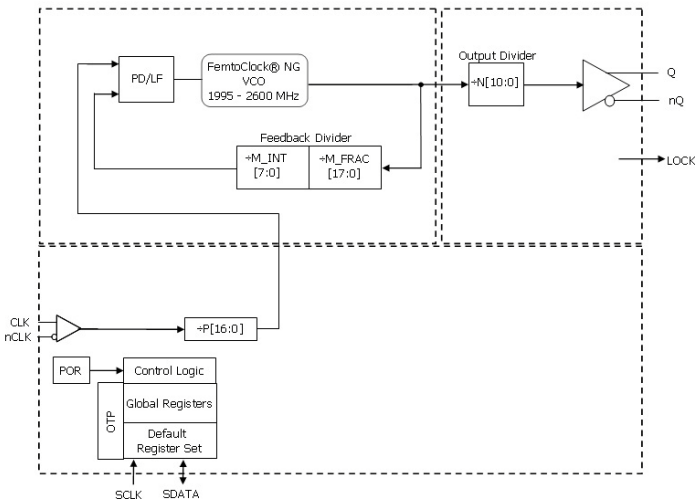 PD/LF
FemtoClock® NG
VCO
1995 - 2600 MHz
Output Divider
÷N[10:0]
Q
nQ
LOCK
Feedback Divider
÷M_INT
[7:0]
÷M_FRAC
[17:0]
CLK
nCLK
÷P[16:0]
POR
Control Logic
OTP
Global Registers
Default
Register Set
SCLK
SDATA